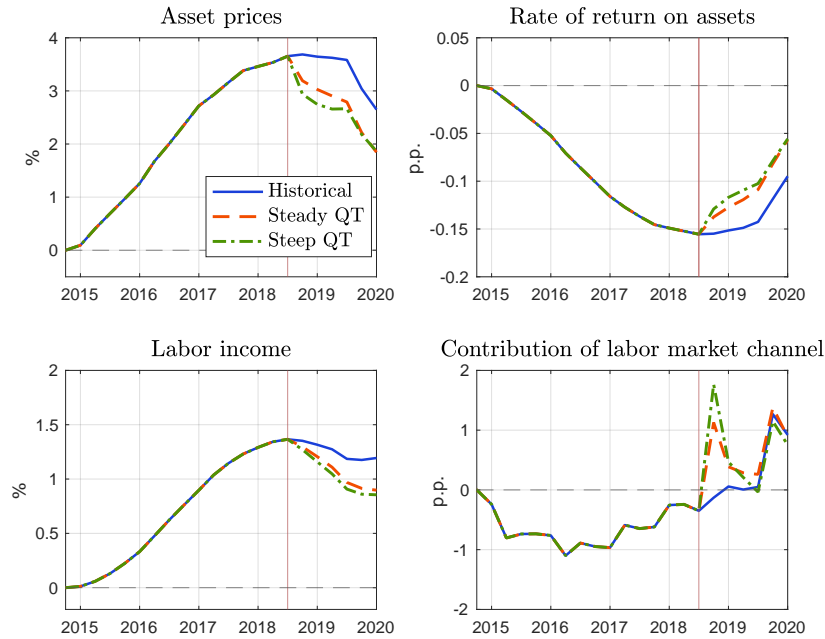 Asset prices
4
3
2
1
0
%
2015 2016 2017 2018 2019 2020
Historical
Steady QT
Steep QT
Rate of return on assets
0.05
0
-0.05
-0.1
-0.15
-0.2
p.p.
2015 2016 2017 2018 2019 2020
Labor income
2
1.5
1
0.5
0
%
2015 2016 2017 2018 2019 2020
Contribution of labor market channel
2
1
0
-1
-2
p.p.
2015 2016 2017 2018 2019 2020